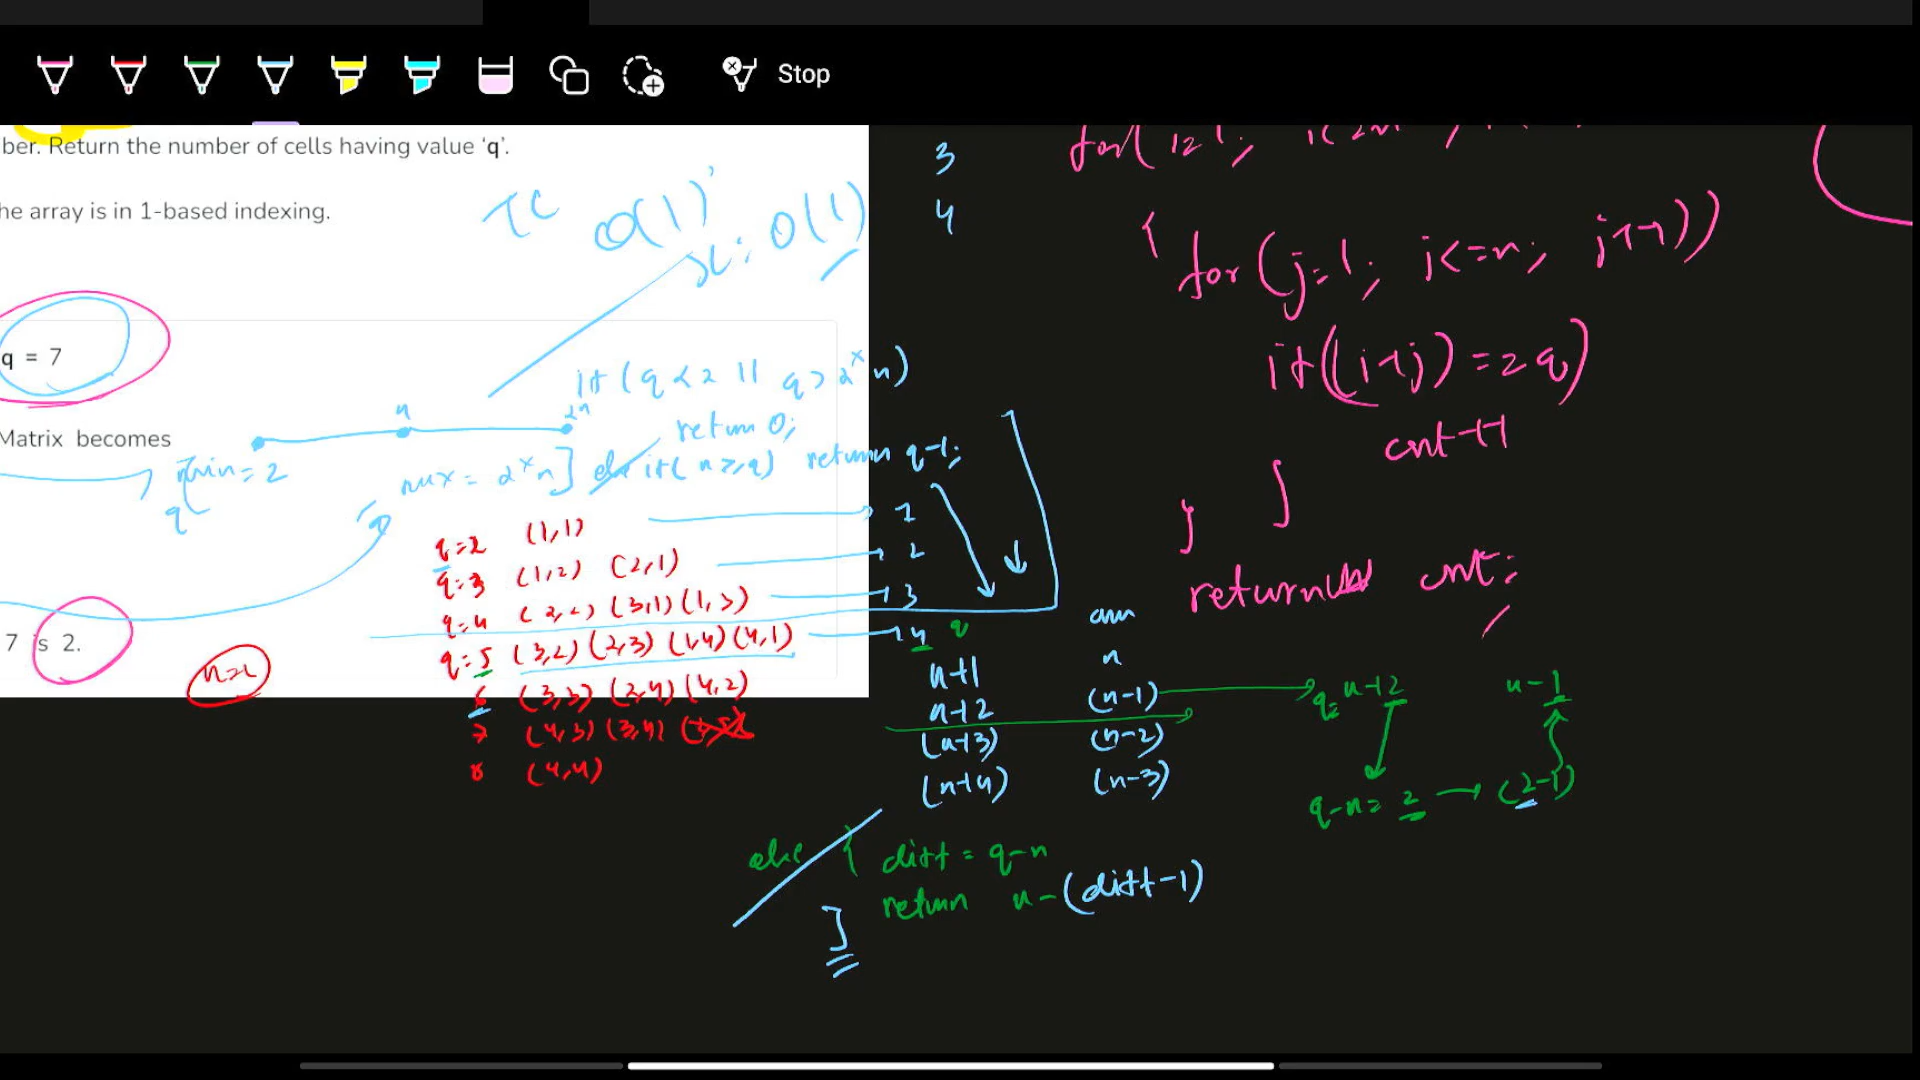 Stop
ber. Return the number of cells having value ‘q’.
he array is in 1-based indexing.
TC O(1)
SC: O(1)
q = 7
if (q < 2 || q > 2*n)
return 0;
n
2n
Matrix becomes
min = 2
max = 2*n
else if(n >= q) return q-1;
q
q=2 (1,1) 1
q=3 (1,2) (2,1) 2
q=4 (2,2) (3,1) (1,3) 3
q=5 (3,2) (2,3) (1,4) (4,1) 4
6 (3,3) (2,4) (4,2)
7 (4,3) (3,4)
8 (4,4)
7 is 2.
3
4
for(
{
for(j=1; j<=n; j++))
if((i+j)==q)
cnt++
}
}
return cnt;
q ans
n+1 n
n+2 (n-1)
(n+3) (n-2)
(n+4) (n-3)
q= n+2 n-1
q-n= 2 → (2-1)
else { diff = q-n
return n-(diff-1)
}